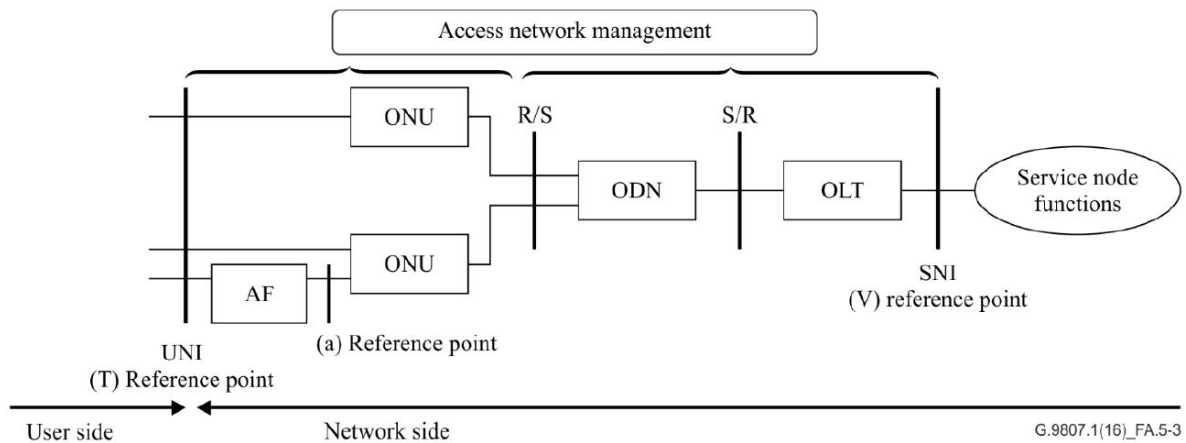 Access network management
ONU
R/S
S/R
ODN
OLT
Service node
functions
ONU
AF
SNI
(V) reference point
(a) Reference point
UNI
(T) Reference point
User side
Network side
G.9807.1(16)_FA.5-3